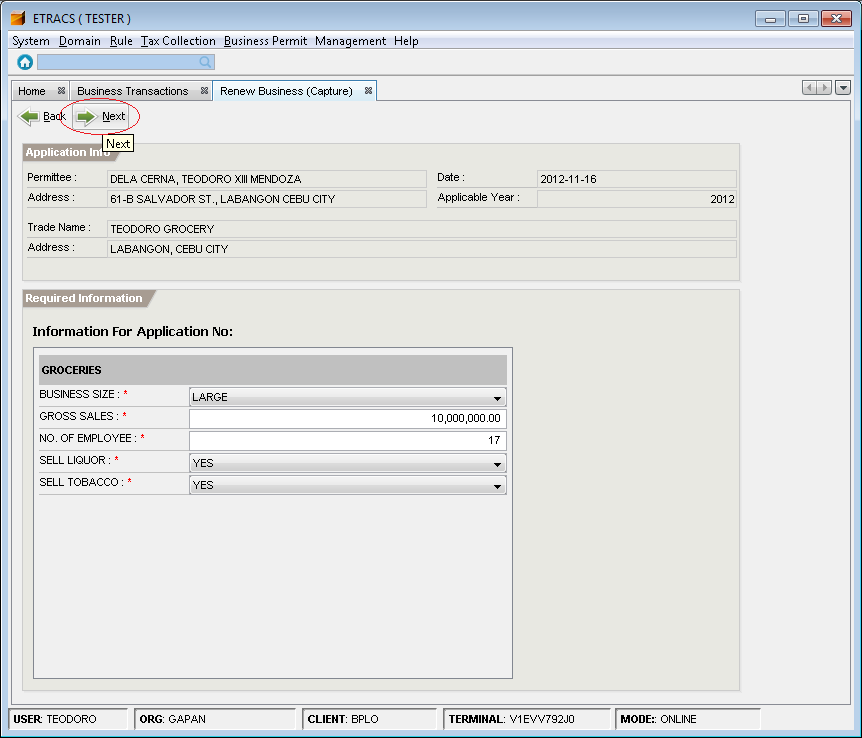 ETRACS ( TESTER )
System Domain Rule Tax Collection Business Permit Management Help
Home Business Transactions Renew Business (Capture)
Back Next
Next
Application Info
Permittee : DELA CERNA, TEODORO XIII MENDOZA Date : 2012-11-16
Address : 61-B SALVADOR ST., LABANGON CEBU CITY Applicable Year : 2012
Trade Name : TEODORO GROCERY
Address : LABANGON, CEBU CITY
Required Information
Information For Application No:
GROCERIES
BUSINESS SIZE : * LARGE
GROSS SALES : * 10,000,000.00
NO. OF EMPLOYEE : * 17
SELL LIQUOR : * YES
SELL TOBACCO : * YES
USER: TEODORO ORG: GAPAN CLIENT: BPLO TERMINAL: V1EVV792J0 MODE:: ONLINE